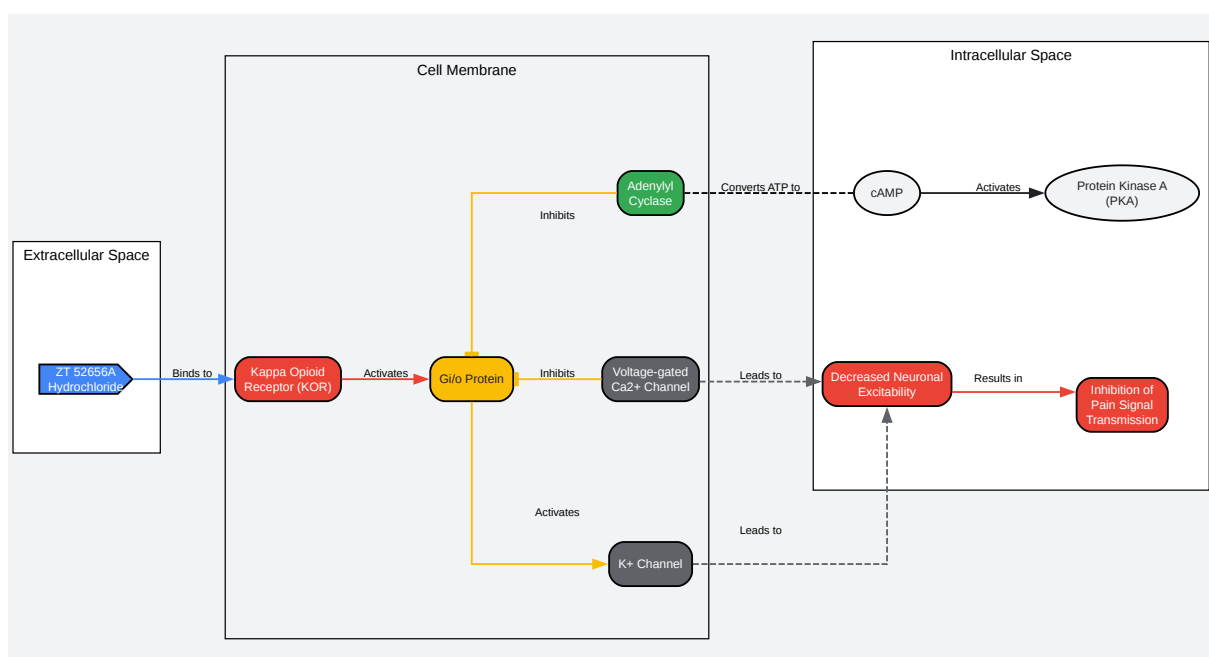 Cell Membrane
Intracellular Space
Adenylyl
Cyclase
Converts ATP to
cAMP
Activates
Protein Kinase A
(PKA)
Inhibits
Extracellular Space
ZT 52656A
Hydrochloride
Binds to
Kappa Opioid
Receptor (KOR)
Activates
Gi/o Protein
Inhibits
Voltage-gated
Ca2+ Channel
Leads to
Decreased Neuronal
Excitability
Results in
Inhibition of
Pain Signal
Transmission
Activates
Leads to
K+ Channel